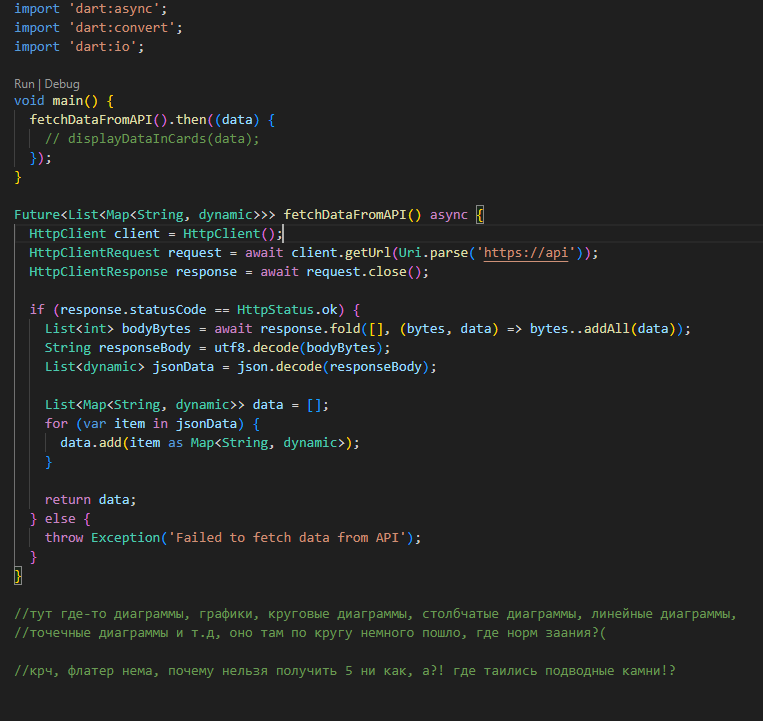 import 'dart:async';
import 'dart:convert';
import 'dart:io';
Run | Debug
void main() {
  fetchDataFromAPI().then((data) {
    // displayDataInCards(data);
  });
}
Future<List<Map<String, dynamic>>> fetchDataFromAPI() async {
  HttpClient client = HttpClient();
  HttpClientRequest request = await client.getUrl(Uri.parse('https://api'));
  HttpClientResponse response = await request.close();
  if (response.statusCode == HttpStatus.ok) {
    List<int> bodyBytes = await response.fold([], (bytes, data) => bytes..addAll(data));
    String responseBody = utf8.decode(bodyBytes);
    List<dynamic> jsonData = json.decode(responseBody);
    List<Map<String, dynamic>> data = [];
    for (var item in jsonData) {
      data.add(item as Map<String, dynamic>);
    }
    return data;
  } else {
    throw Exception('Failed to fetch data from API');
  }
}
//тут где-то диаграммы, графики, круговые диаграммы, столбчатые диаграммы, линейные диаграммы,
//точечные диаграммы и т.д, оно там по кругу немного пошло, где норм заания?(
//крч, флатер нема, почему нельзя получить 5 ни как, а?! где таились подводные камни!?